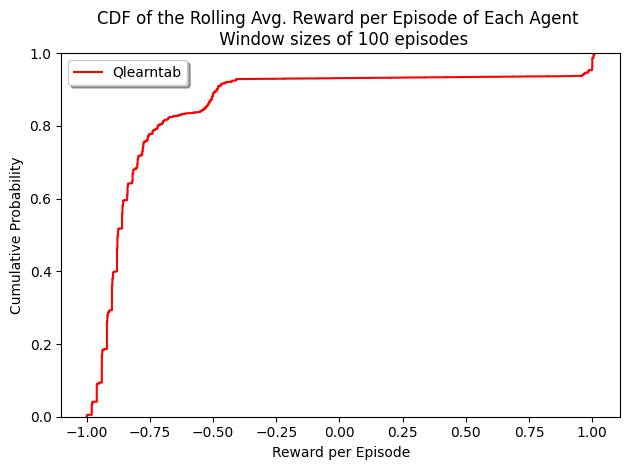 CDF of the Rolling Avg. Reward per Episode of Each Agent
Window sizes of 100 episodes
Qlearntab
Cumulative Probability
1.0
0.8
0.6
0.4
0.2
0.0
−1.00 −0.75 −0.50 −0.25 0.00 0.25 0.50 0.75 1.00
Reward per Episode